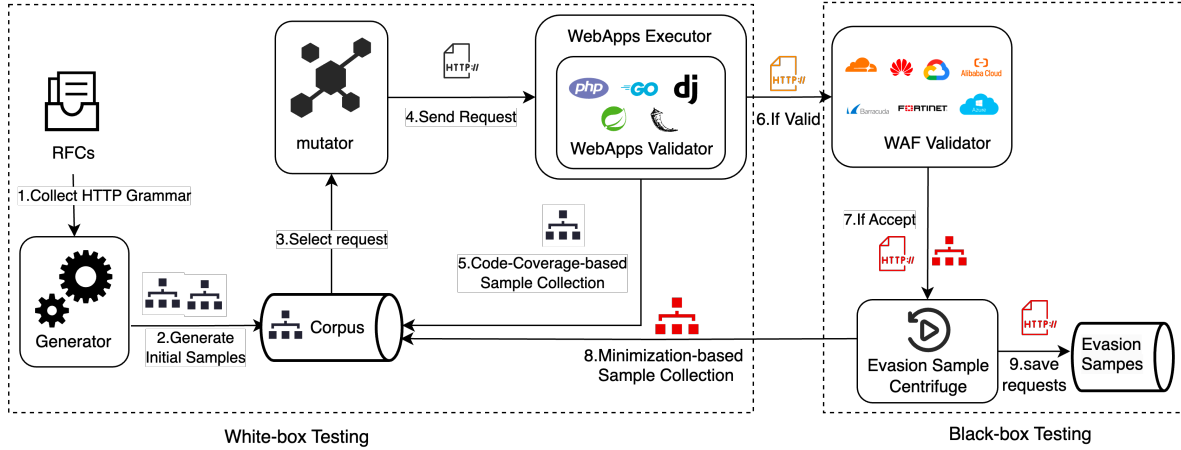 RFCs
1.Collect HTTP Grammar
Generator
2.Generate
Initial Samples
mutator
3.Select request
Corpus
HTTP://
4.Send Request
WebApps Executor
php
GO
dj
WebApps Validator
5.Code-Coverage-based
Sample Collection
HTTP://
6.If Valid
Alibaba Cloud
Barracuda
FORTINET
Azure
WAF Validator
7.If Accept
HTTP://
Evasion Sample
Centrifuge
8.Minimization-based
Sample Collection
HTTP://
9.save
requests
Evasion
Sampes
White-box Testing
Black-box Testing